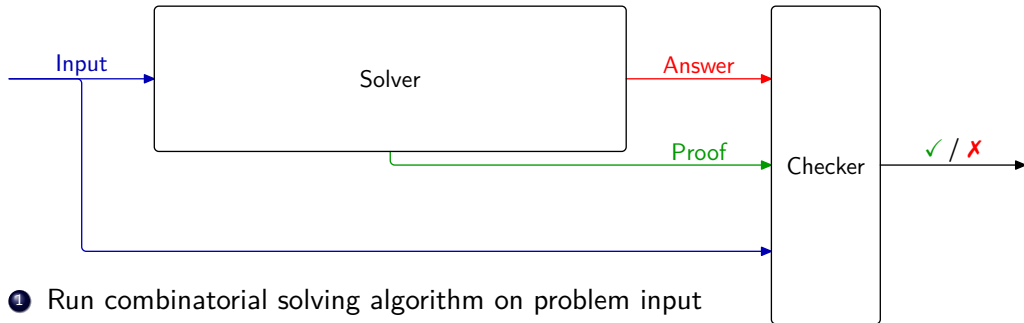 Input
Solver
Answer
Proof
Checker
✓ / ✗
1 Run combinatorial solving algorithm on problem input